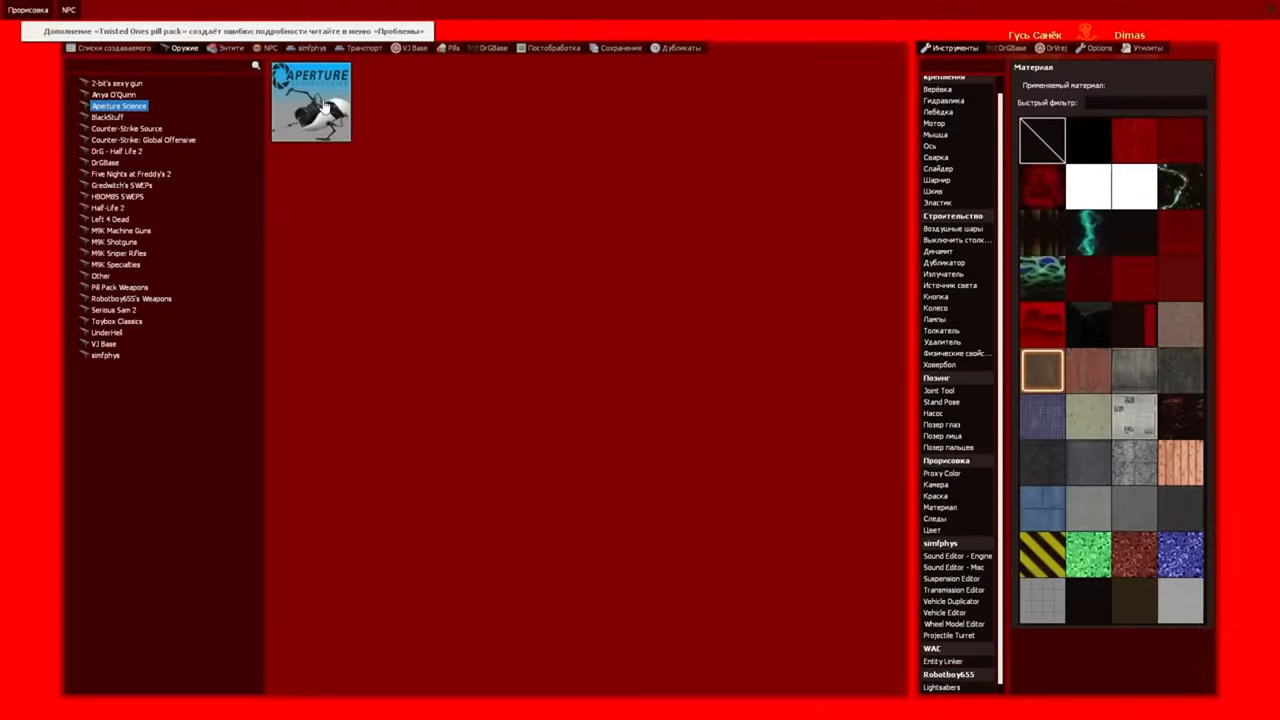 Прорисовка NPC
Дополнение «Twisted Ones pill pack» создаёт ошибки; подробности читайте в меню «Проблемы»
Гусь Санёк Dimas
Списки создаваемого Оружие Энтити NPC simfphys Транспорт VJ Base Pills DrGBase Постобработка Сохранения Дубликаты
Инструменты DrGBase DrVrej Options Утилиты
2-bit's sexy gun
Anya O'Quinn
Aperture Science
BlackStuff
Counter-Strike Source
Counter-Strike: Global Offensive
DrG - Half Life 2
DrGBase
Five Nights at Freddy's 2
Gredwitch's SWEPs
HBOMBS SWEPS
Half-Life 2
Left 4 Dead
M9K Machine Guns
M9K Shotguns
M9K Sniper Rifles
M9K Specialties
Other
Pill Pack Weapons
Robotboy655's Weapons
Serious Sam 2
Toybox Classics
UnderHell
VJ Base
simfphys
APERTURE
Крепления
Верёвка
Гидравлика
Лебёдка
Мотор
Мышца
Ось
Сварка
Слайдер
Шарнир
Шкив
Эластик
Строительство
Воздушные шары
Выключить столк...
Динамит
Дубликатор
Излучатель
Источник света
Кнопка
Колесо
Лампы
Толкатель
Удалитель
Физические свойс...
Ховербол
Позинг
Joint Tool
Stand Pose
Насос
Позер глаз
Позер лица
Позер пальцев
Прорисовка
Proxy Color
Камера
Краска
Материал
Следы
Цвет
simfphys
Sound Editor - Engine
Sound Editor - Misc
Suspension Editor
Transmission Editor
Vehicle Duplicator
Vehicle Editor
Wheel Model Editor
Projectile Turret
WAC
Entity Linker
Robotboy655
Lightsabers
Материал
Применяемый материал:
Быстрый фильтр: